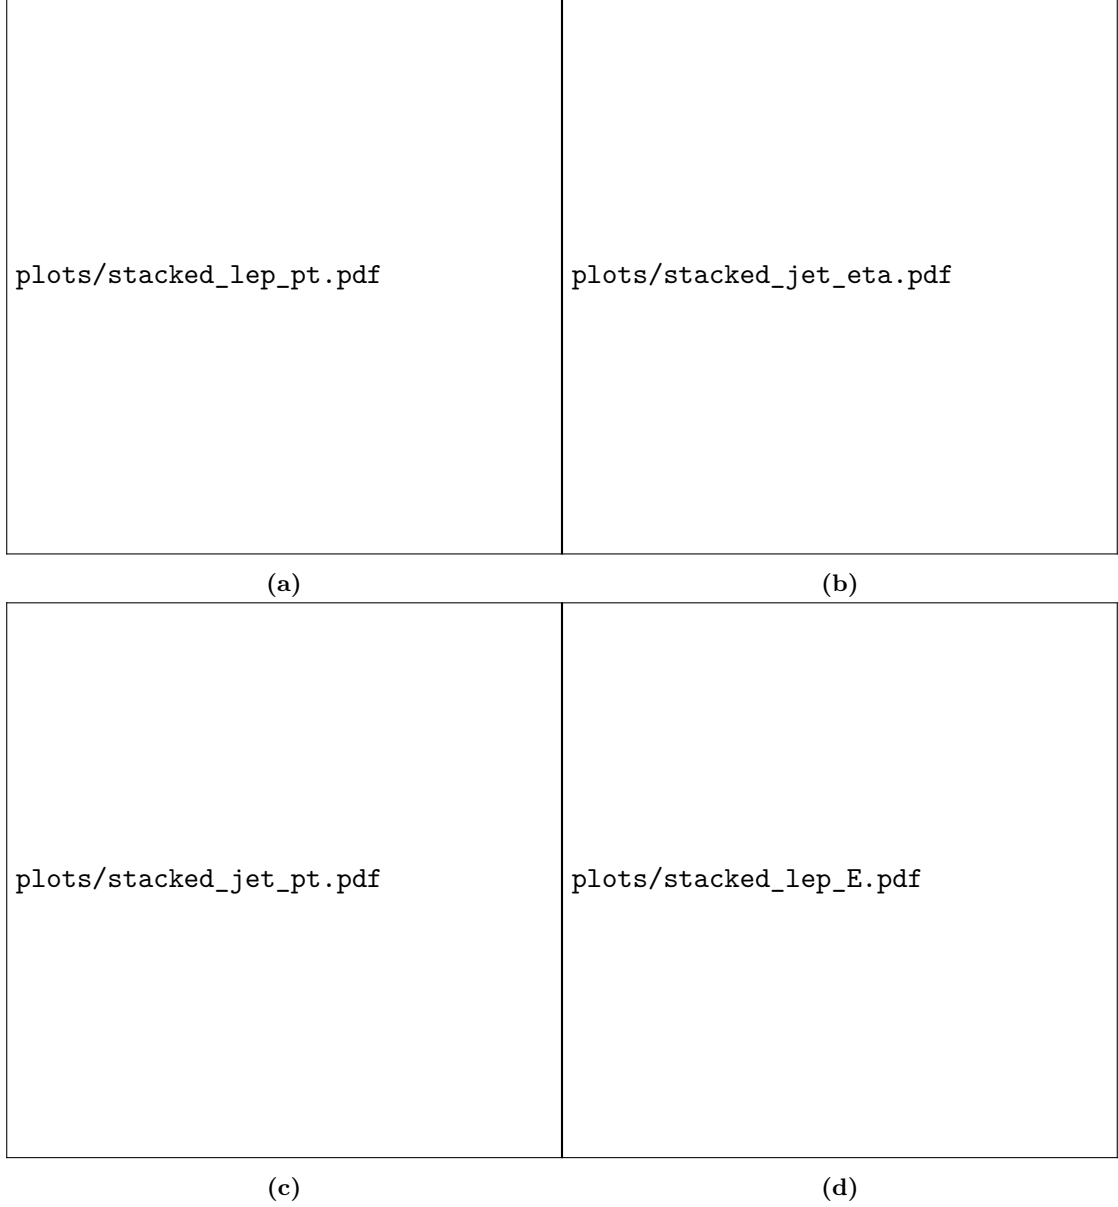 plots/stacked_lep_pt.pdf
plots/stacked_jet_eta.pdf
(a)
(b)
plots/stacked_jet_pt.pdf
plots/stacked_lep_E.pdf
(c)
(d)